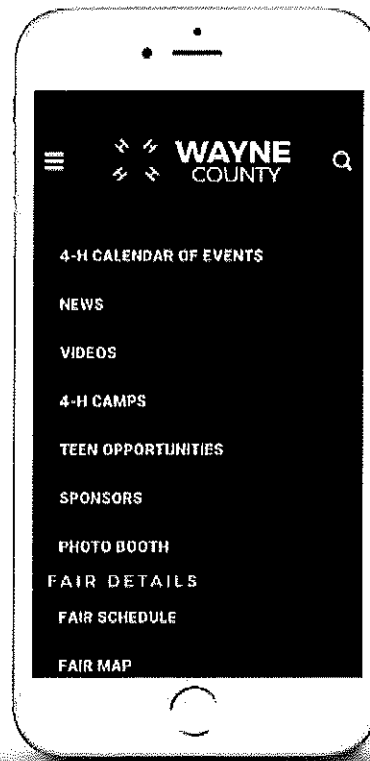 H H
H H
WAYNE
COUNTY
4-H CALENDAR OF EVENTS
NEWS
VIDEOS
4-H CAMPS
TEEN OPPORTUNITIES
SPONSORS
PHOTO BOOTH
FAIR DETAILS
FAIR SCHEDULE
FAIR MAP